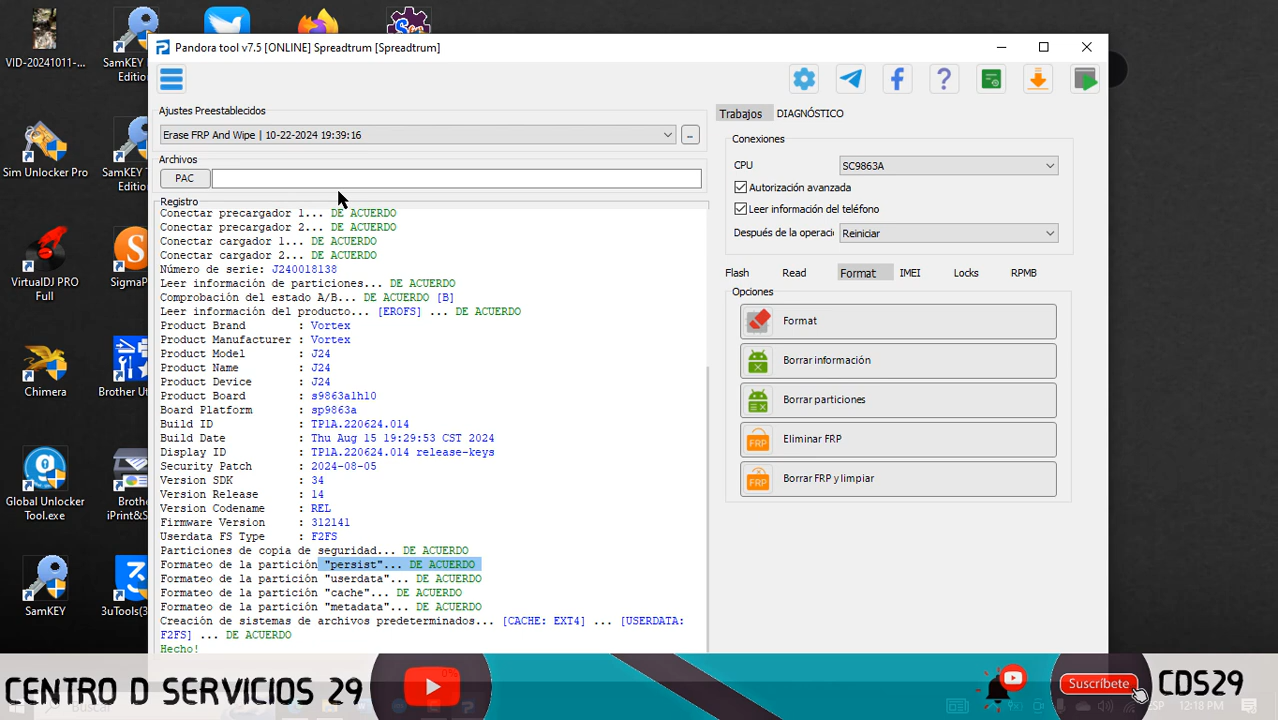 VID-20241011-...
SamKEY
Editio
Sim Unlocker Pro
SamKEY T
Editio
VirtualDJ PRO
Full
SigmaP
Chimera
Brother Ut
Global Unlocker
Tool.exe
Brothe
iPrint&S
SamKEY
3uTools(3
Pandora tool v7.5 [ONLINE] Spreadtrum [Spreadtrum]
Ajustes Preestablecidos
Erase FRP And Wipe | 10-22-2024 19:39:16
...
Archivos
PAC
Registro
Conectar precargador 1... DE ACUERDO
Conectar precargador 2... DE ACUERDO
Conectar cargador 1... DE ACUERDO
Conectar cargador 2... DE ACUERDO
Número de serie: J240018138
Leer información de particiones... DE ACUERDO
Comprobación del estado A/B... DE ACUERDO [B]
Leer información del producto... [EROFS] ... DE ACUERDO
Product Brand : Vortex
Product Manufacturer : Vortex
Product Model : J24
Product Name : J24
Product Device : J24
Product Board : s9863a1h10
Board Platform : sp9863a
Build ID : TP1A.220624.014
Build Date : Thu Aug 15 19:29:53 CST 2024
Display ID : TP1A.220624.014 release-keys
Security Patch : 2024-08-05
Version SDK : 34
Version Release : 14
Version Codename : REL
Firmware Version : 312141
Userdata FS Type : F2FS
Particiones de copia de seguridad... DE ACUERDO
Formateo de la partición "persist"... DE ACUERDO
Formateo de la partición "userdata"... DE ACUERDO
Formateo de la partición "cache"... DE ACUERDO
Formateo de la partición "metadata"... DE ACUERDO
Creación de sistemas de archivos predeterminados... [CACHE: EXT4] ... [USERDATA:
F2FS] ... DE ACUERDO
Hecho!
Trabajos DIAGNÓSTICO
Conexiones
CPU SC9863A
Autorización avanzada
Leer información del teléfono
Después de la operació Reiniciar
Flash Read Format IMEI Locks RPMB
Opciones
Format
Borrar información
Borrar particiones
Eliminar FRP
FRP
Borrar FRP y limpiar
FRP
0%
CENTRO D SERVICIOS 29
Suscríbete
CDS29
Buscar
ESP
12:18 PM